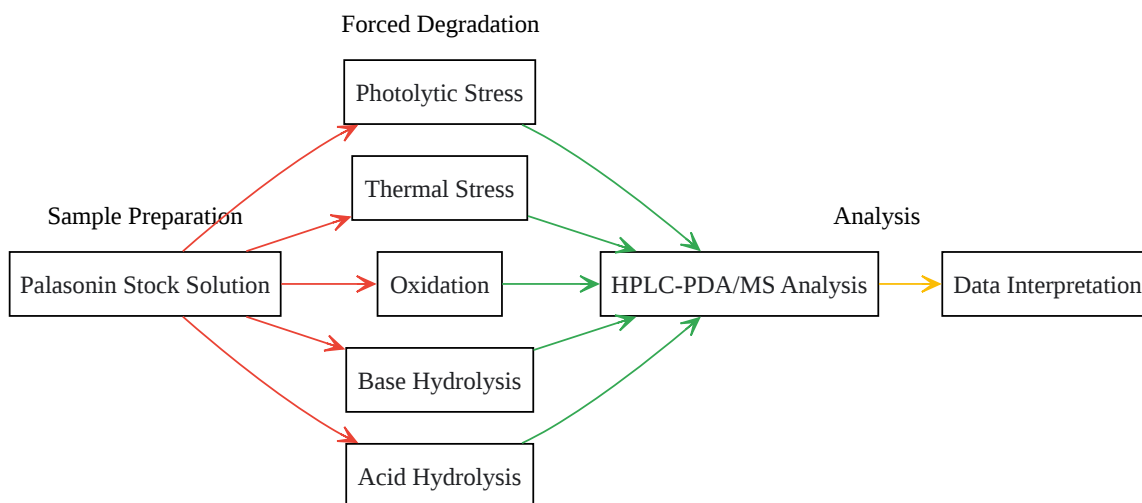 Forced Degradation
Photolytic Stress
Thermal Stress
Sample Preparation
Analysis
Palasonin Stock Solution
Oxidation
HPLC-PDA/MS Analysis
Data Interpretation
Base Hydrolysis
Acid Hydrolysis